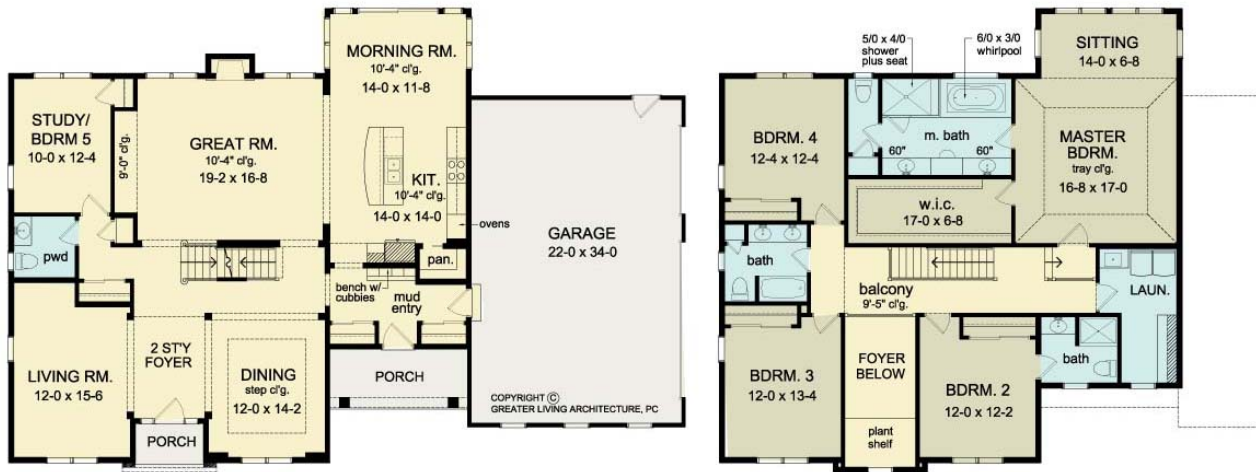 MORNING RM.
10'-4" cl'g.
14-0 x 11-8
STUDY/
BDRM 5
10-0 x 12-4
9'-0" cl'g.
GREAT RM.
10'-4" cl'g.
19-2 x 16-8
KIT.
10'-4" cl'g.
14-0 x 14-0
ovens
pan.
pwd
bench w/
cubbies
mud
entry
GARAGE
22-0 x 34-0
LIVING RM.
12-0 x 15-6
2 ST'Y
FOYER
DINING
step cl'g.
12-0 x 14-2
PORCH
PORCH
COPYRIGHT ©
GREATER LIVING ARCHITECTURE, PC
5/0 x 4/0
shower
plus seat
6/0 x 3/0
whirlpool
SITTING
14-0 x 6-8
BDRM. 4
12-4 x 12-4
m. bath
60"
60"
MASTER
BDRM.
tray cl'g.
16-8 x 17-0
w.i.c.
17-0 x 6-8
bath
balcony
9'-5" cl'g.
LAUN.
BDRM. 3
12-0 x 13-4
FOYER
BELOW
plant
shelf
BDRM. 2
12-0 x 12-2
bath